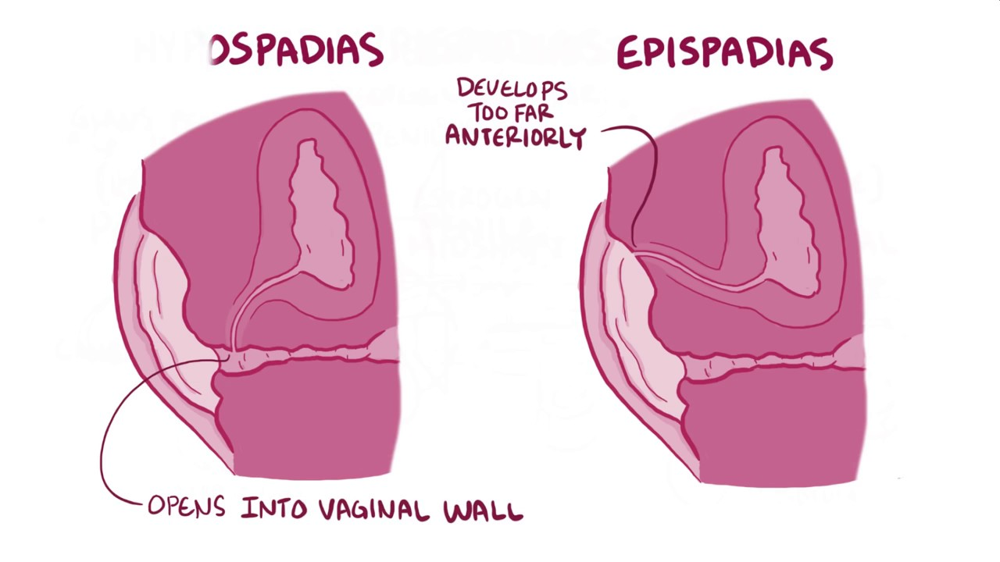 OSPADIAS
EPISPADIAS
DEVELOPS
TOO FAR
ANTERIORLY
OPENS INTO VAGINAL WALL